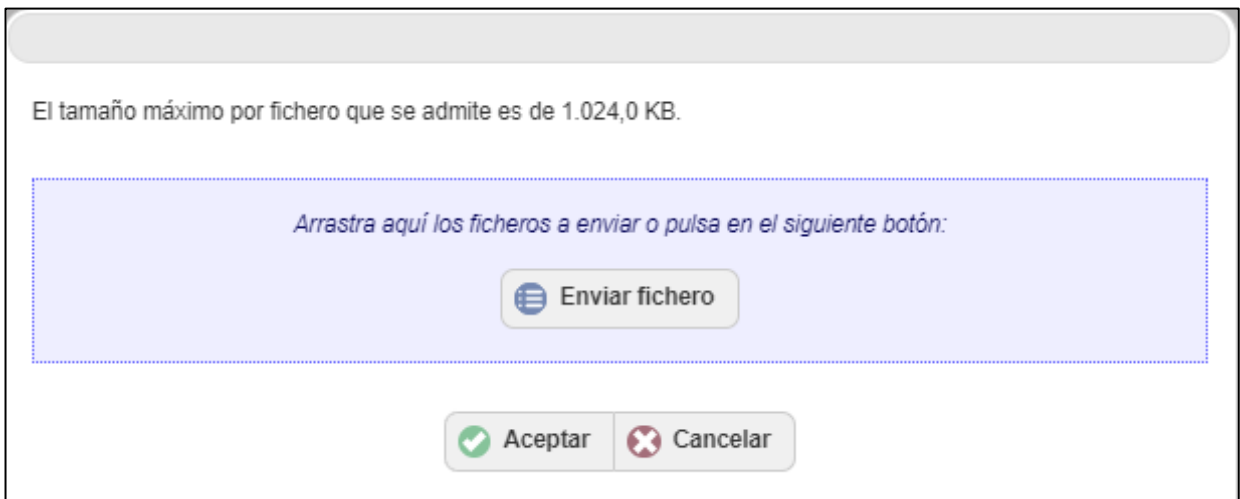 El tamaño máximo por fichero que se admite es de 1.024,0 KB.
Arrastra aquí los ficheros a enviar o pulsa en el siguiente botón:
Enviar fichero
Aceptar Cancelar